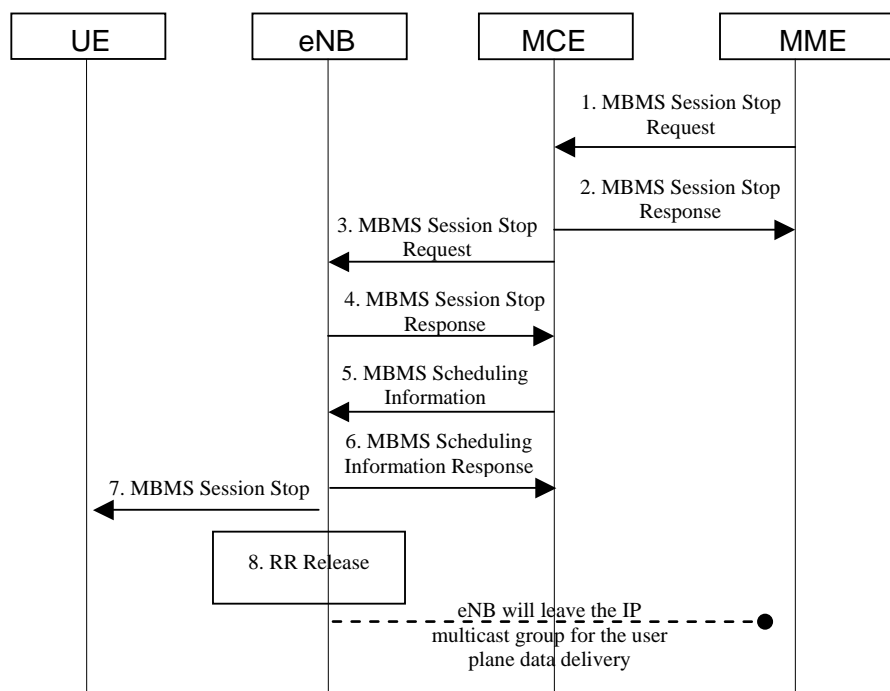 UE
eNB
MCE
MME
1. MBMS Session Stop
Request
2. MBMS Session Stop
Response
3. MBMS Session Stop
Request
4. MBMS Session Stop
Response
5. MBMS Scheduling
Information
6. MBMS Scheduling
Information Response
7. MBMS Session Stop
8. RR Release
eNB will leave the IP
multicast group for the user
plane data delivery